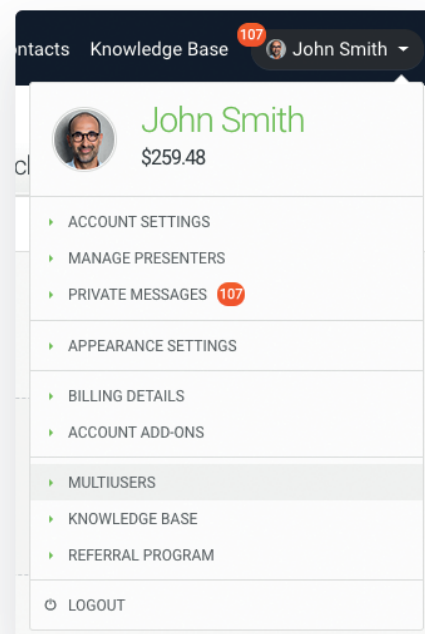 ntacts Knowledge Base 107 John Smith
John Smith
$259.48
cl
ACCOUNT SETTINGS
MANAGE PRESENTERS
PRIVATE MESSAGES 107
APPEARANCE SETTINGS
BILLING DETAILS
ACCOUNT ADD-ONS
MULTIUSERS
KNOWLEDGE BASE
REFERRAL PROGRAM
LOGOUT